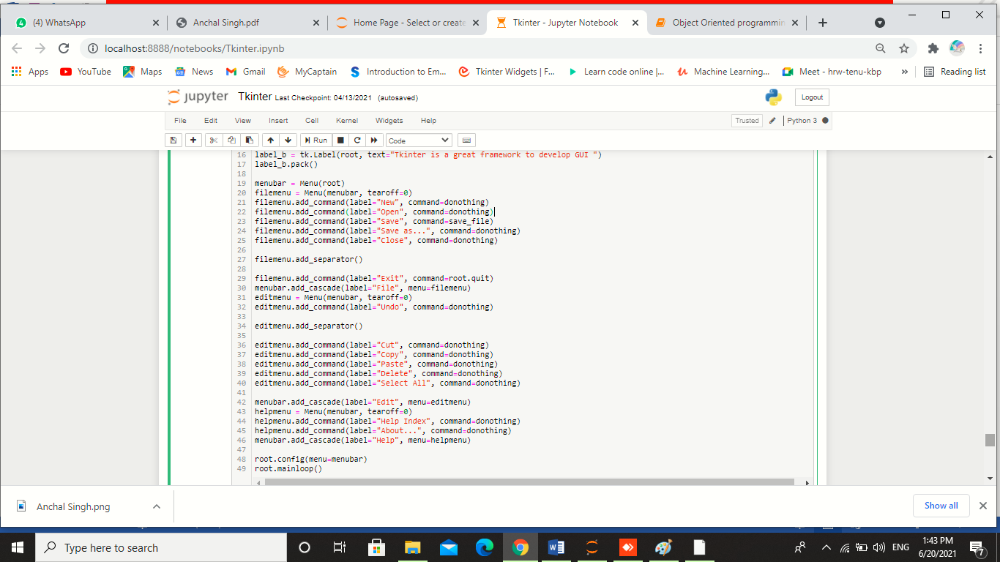 (4) WhatsApp
Anchal Singh.pdf
Home Page - Select or create
Tkinter - Jupyter Notebook
Object Oriented programmin
localhost:8888/notebooks/Tkinter.ipynb
Apps YouTube Maps News Gmail MyCaptain Introduction to Em... Tkinter Widgets | F... Learn code online |... Machine Learning... Meet - hrw-tenu-kbp » Reading list
jupyter Tkinter Last Checkpoint: 04/13/2021 (autosaved) Logout
File Edit View Insert Cell Kernel Widgets Help Trusted Python 3
Run Code
16 label_b = tk.Label(root, text="Tkinter is a great framework to develop GUI ")
17 label_b.pack()
18
19 menubar = Menu(root)
20 filemenu = Menu(menubar, tearoff=0)
21 filemenu.add_command(label="New", command=donothing)
22 filemenu.add_command(label="Open", command=donothing)
23 filemenu.add_command(label="Save", command=save_file)
24 filemenu.add_command(label="Save as...", command=donothing)
25 filemenu.add_command(label="Close", command=donothing)
26
27 filemenu.add_separator()
28
29 filemenu.add_command(label="Exit", command=root.quit)
30 menubar.add_cascade(label="File", menu=filemenu)
31 editmenu = Menu(menubar, tearoff=0)
32 editmenu.add_command(label="Undo", command=donothing)
33
34 editmenu.add_separator()
35
36 editmenu.add_command(label="Cut", command=donothing)
37 editmenu.add_command(label="Copy", command=donothing)
38 editmenu.add_command(label="Paste", command=donothing)
39 editmenu.add_command(label="Delete", command=donothing)
40 editmenu.add_command(label="Select All", command=donothing)
41
42 menubar.add_cascade(label="Edit", menu=editmenu)
43 helpmenu = Menu(menubar, tearoff=0)
44 helpmenu.add_command(label="Help Index", command=donothing)
45 helpmenu.add_command(label="About...", command=donothing)
46 menubar.add_cascade(label="Help", menu=helpmenu)
47
48 root.config(menu=menubar)
49 root.mainloop()
Anchal Singh.png Show all
Type here to search
ENG
1:43 PM
6/20/2021
7